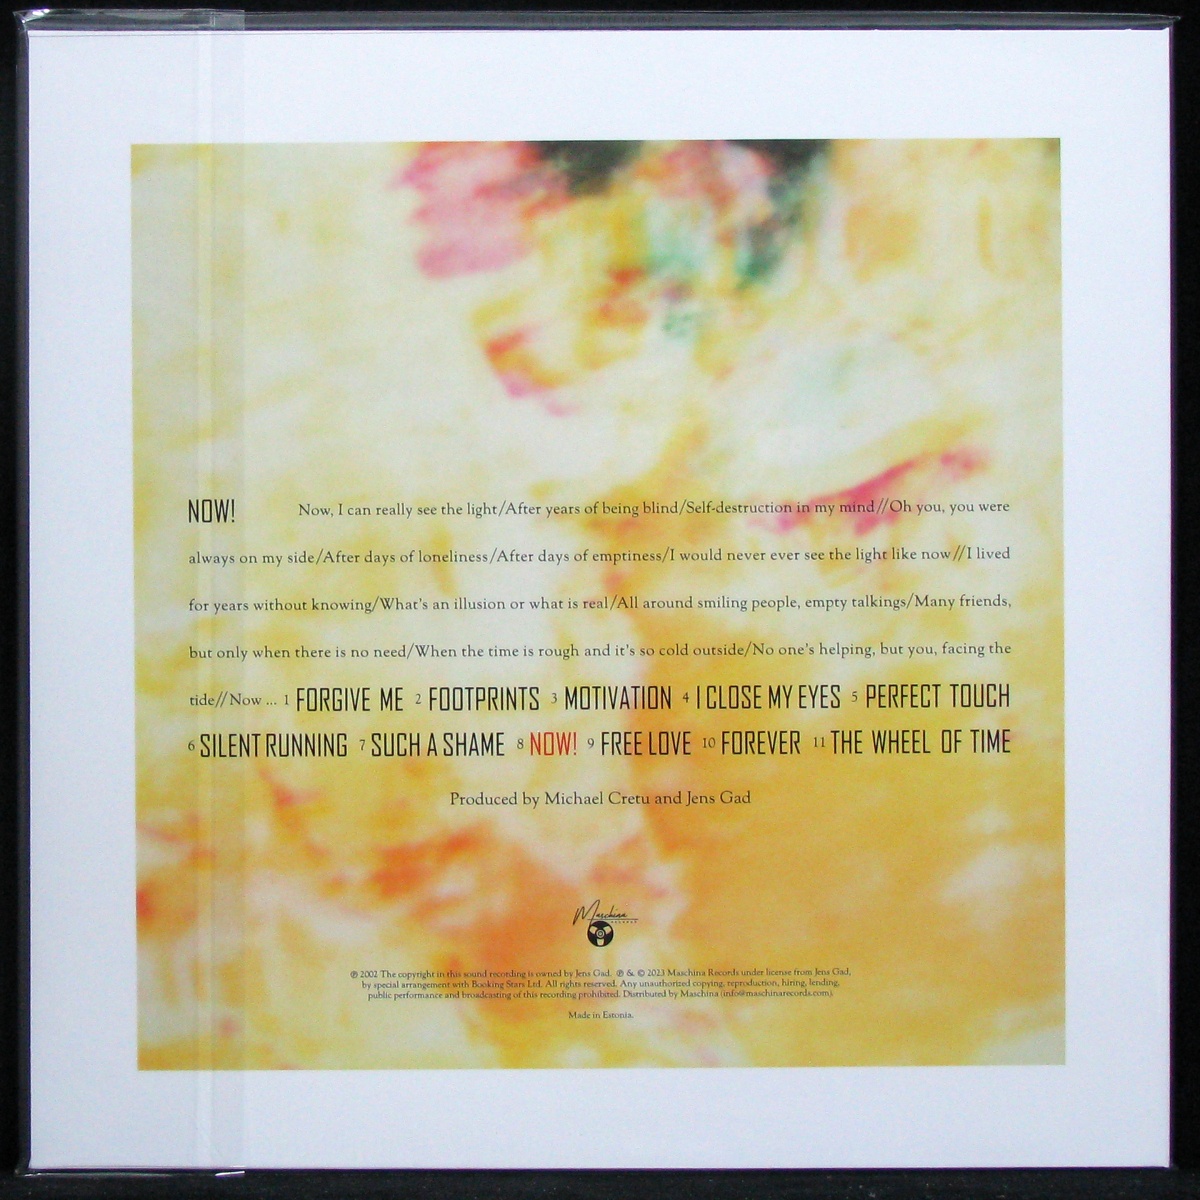 NOW! Now, I can really see the light/After years of being blind/Self-destruction in my mind//Oh you, you were
always on my side/After days of loneliness/After days of emptiness/I would never ever see the light like now//I lived
for years without knowing/What's an illusion or what is real/All around smiling people, empty talkings/Many friends,
but only when there is no need/When the time is rough and it's so cold outside/No one's helping, but you, facing the
tide//Now ... 1 FORGIVE ME 2 FOOTPRINTS 3 MOTIVATION 4 I CLOSE MY EYES 5 PERFECT TOUCH
6 SILENT RUNNING 7 SUCH A SHAME 8 NOW! 9 FREE LOVE 10 FOREVER 11 THE WHEEL OF TIME
Produced by Michael Cretu and Jens Gad
Maschina
RECORDS
℗ 2002 The copyright in this sound recording is owned by Jens Gad. ℗ & © 2023 Maschina Records under license from Jens Gad,
by special arrangement with Booking Stars Ltd. All rights reserved. Any unauthorized copying, reproduction, hiring, lending,
public performance and broadcasting of this recording prohibited. Distributed by Maschina (info@maschinarecords.com).
Made in Estonia.